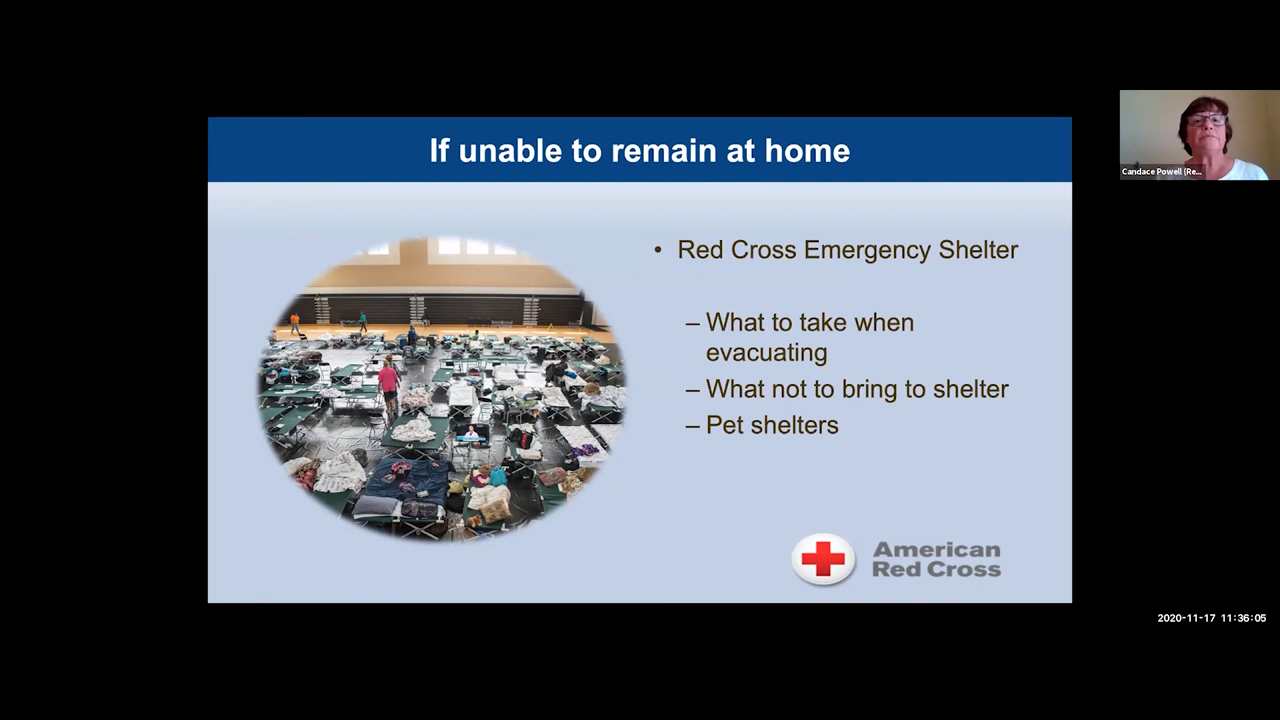 If unable to remain at home
• Red Cross Emergency Shelter
– What to take when
evacuating
– What not to bring to shelter
– Pet shelters
American
Red Cross
Candace Powell (Re...
2020-11-17 11:36:05